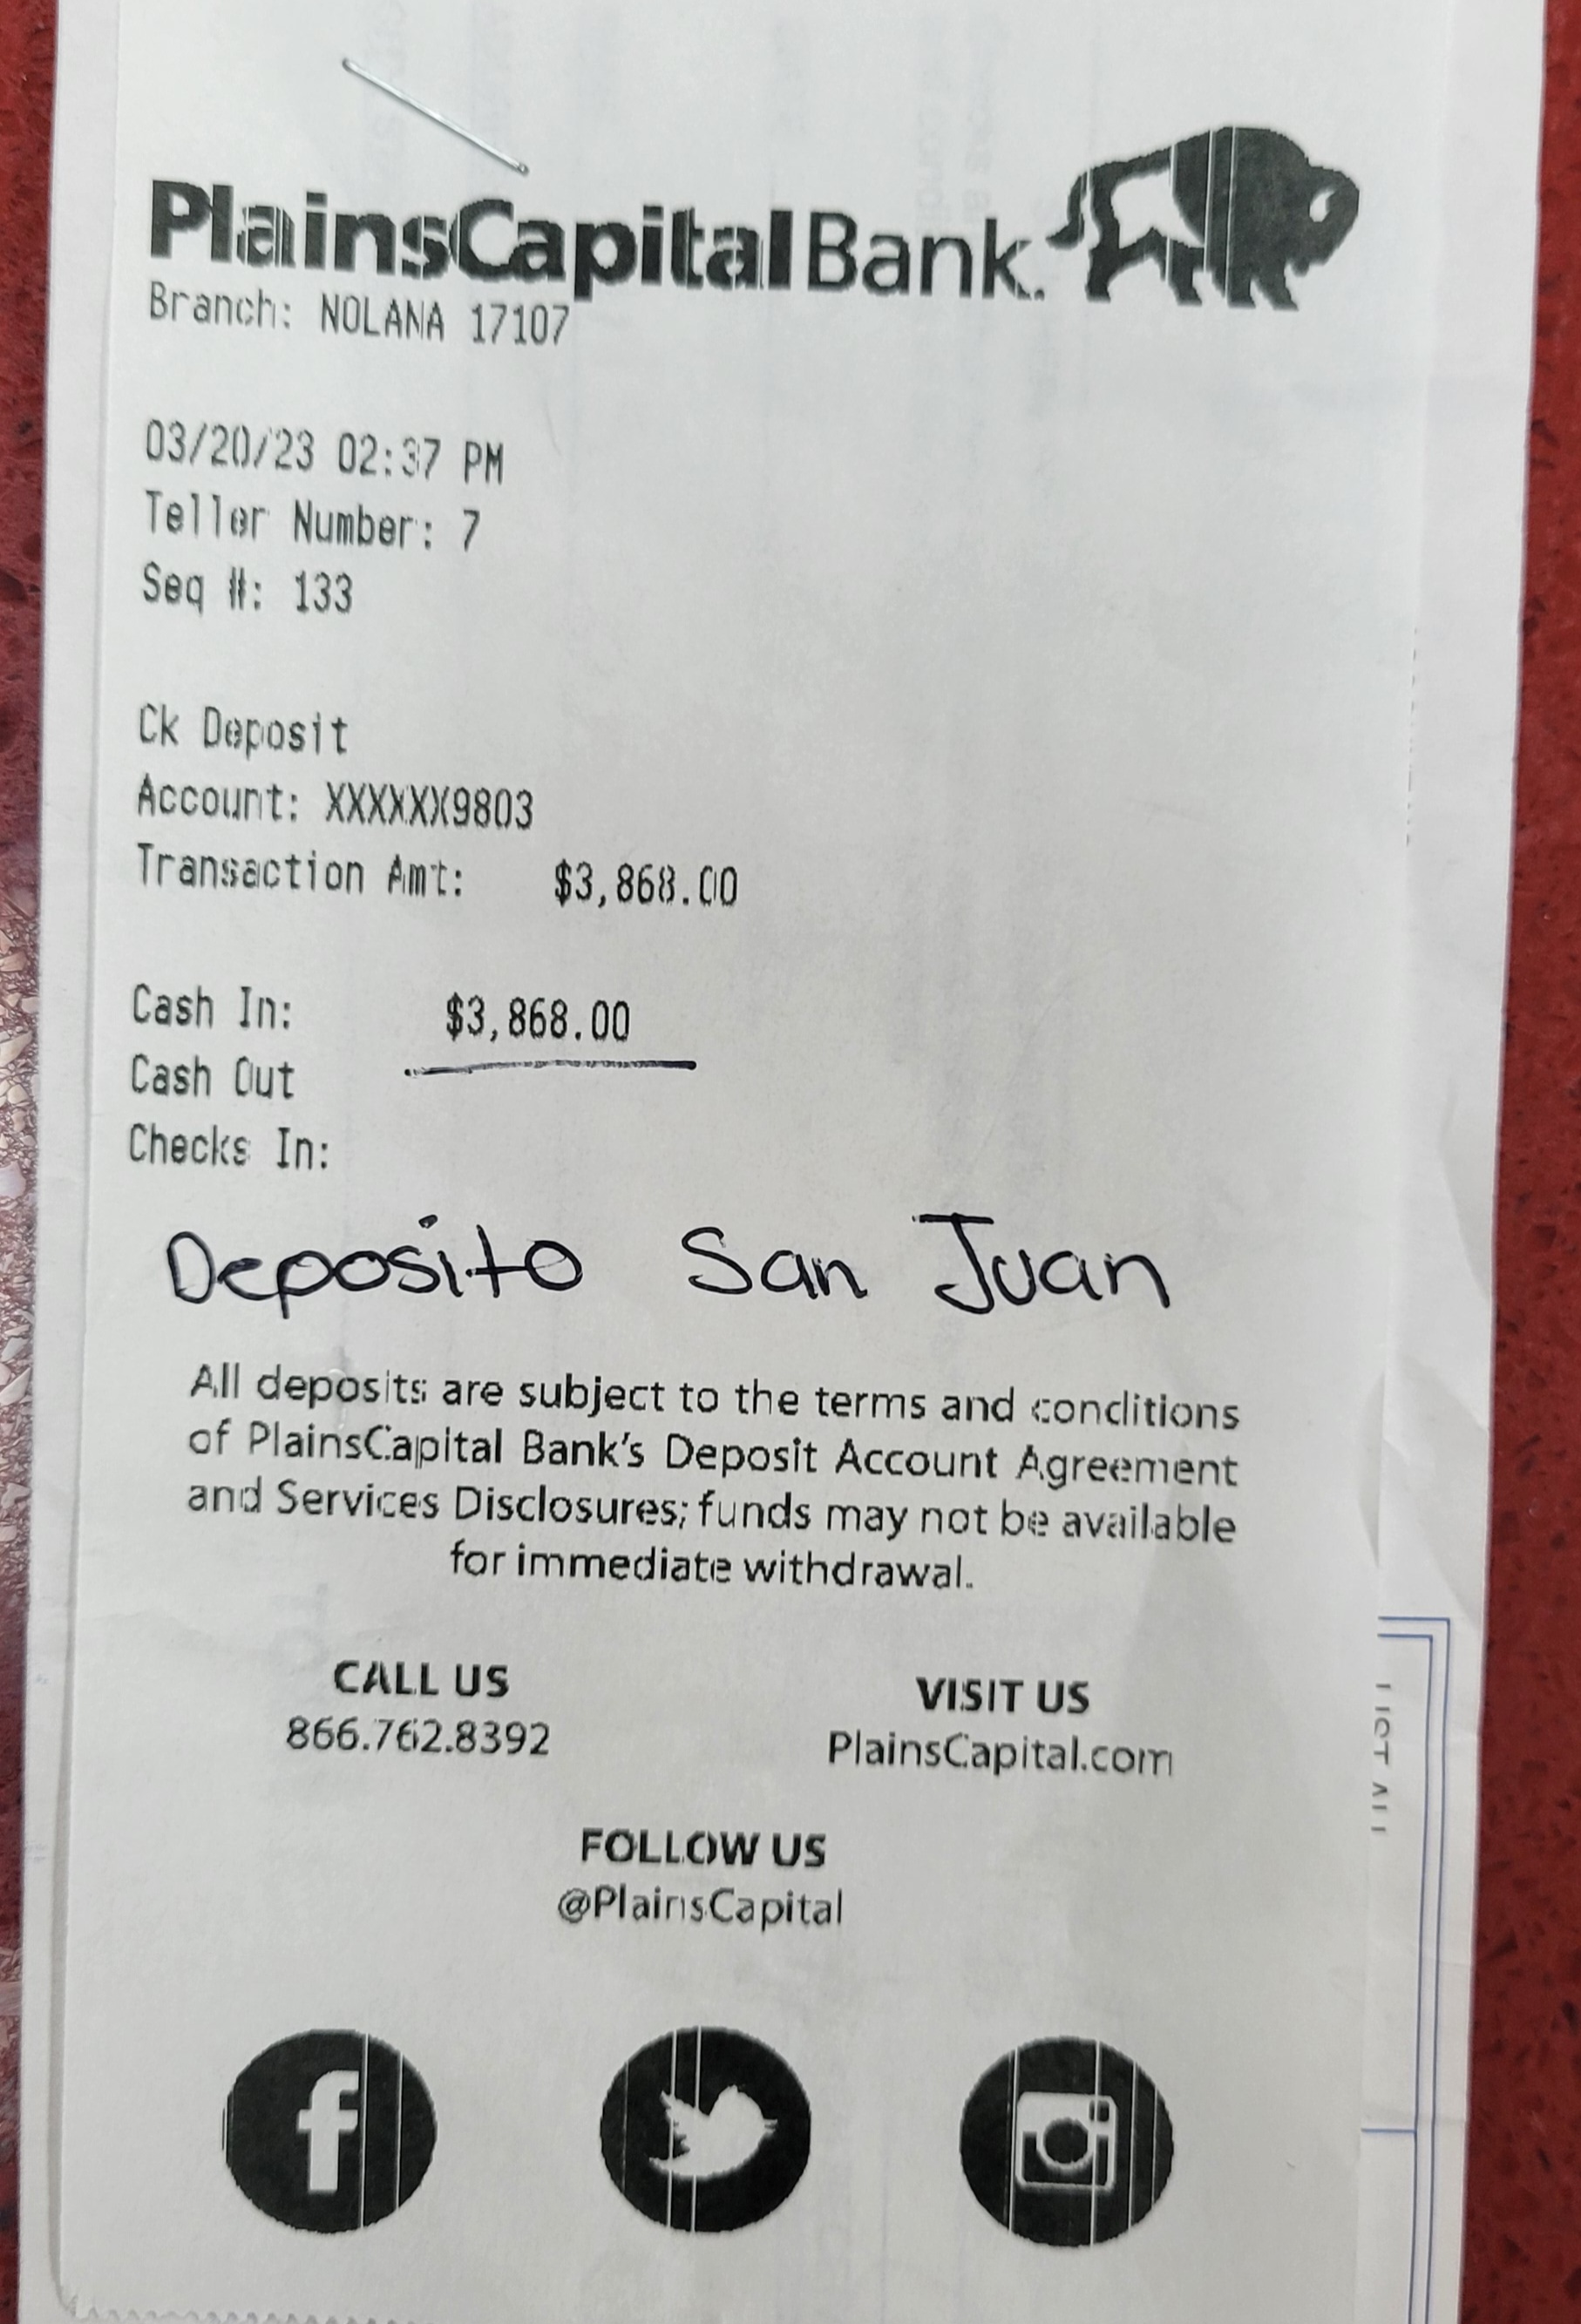 PlainsCapital Bank.
Branch: NOLANA 17107
03/20/23 02:37 PM
Teller Number: 7
Seq #: 133
Ck Deposit
Account: XXXXXX9803
Transaction Amt: $3,868.00
Cash In: $3,868.00
Cash Out
Checks In:
Deposito San Juan
All deposits are subject to the terms and conditions
of PlainsCapital Bank's Deposit Account Agreement
and Services Disclosures; funds may not be available
for immediate withdrawal.
CALL US
866.762.8392
VISIT US
PlainsCapital.com
FOLLOW US
@PlainsCapital